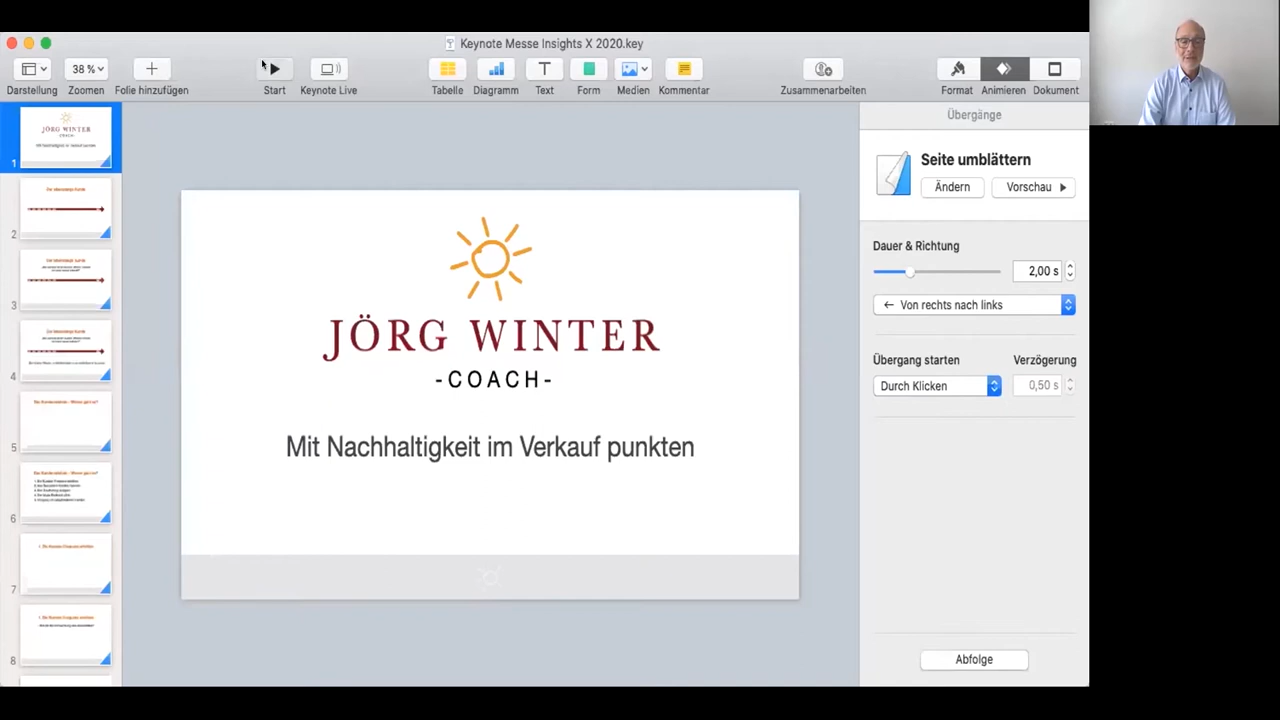 Keynote Messe Insights X 2020.key
38 %
Darstellung
Zoomen
Folie hinzufügen
Start
Keynote Live
Tabelle
Diagramm
Text
Form
Medien
Kommentar
Zusammenarbeiten
Format
Animieren
Dokument
JÖRG WINTER
1
2
3
4
5
6
7
8
JÖRG WINTER
-COACH-
Mit Nachhaltigkeit im Verkauf punkten
Übergänge
Seite umblättern
Ändern
Vorschau
Dauer & Richtung
2,00 s
← Von rechts nach links
Übergang starten
Verzögerung
Durch Klicken
0,50 s
Abfolge